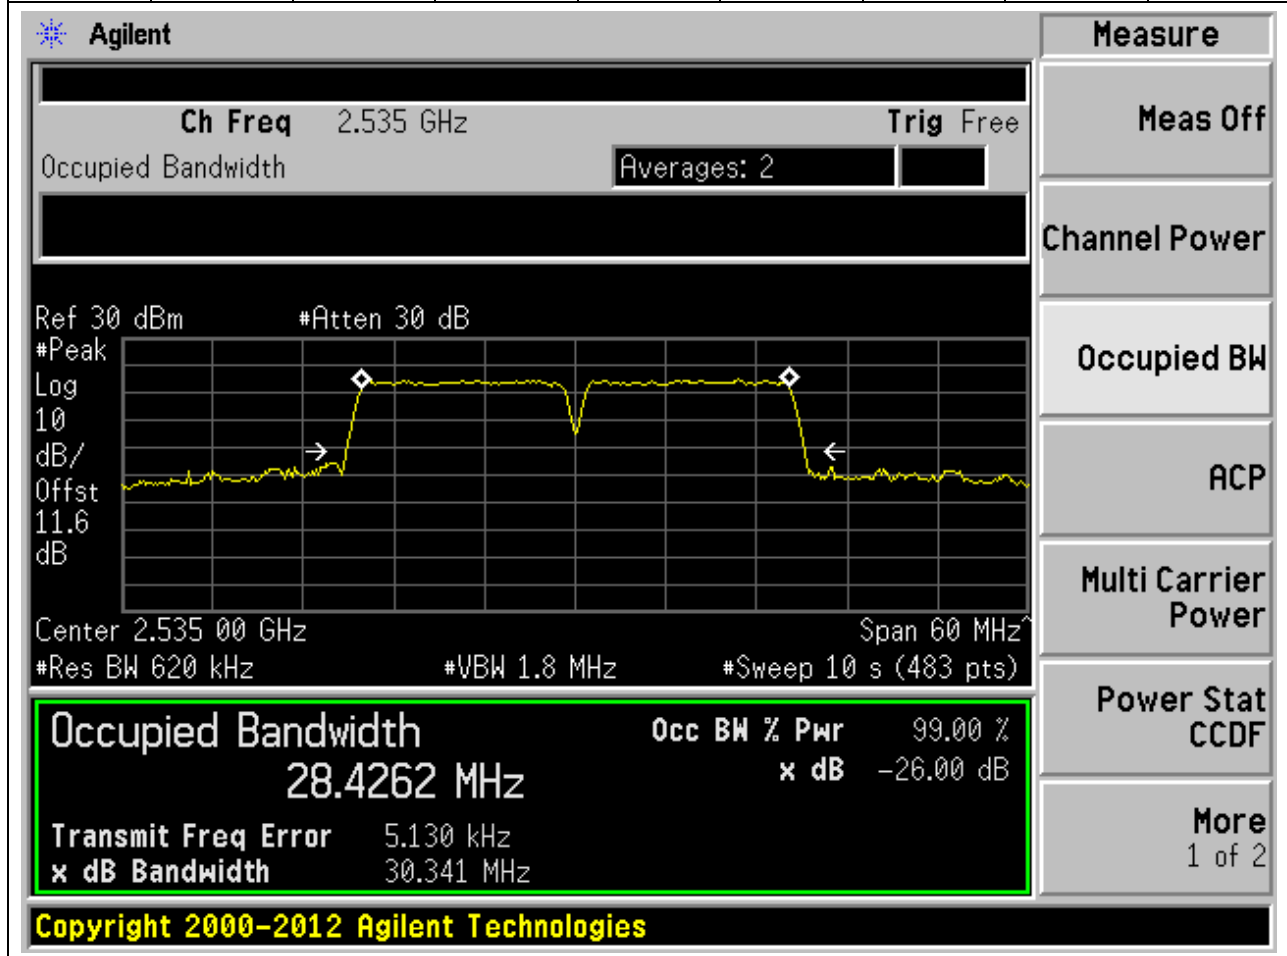 Agilent
Measure
Ch Freq 2.535 GHz Trig Free
Occupied Bandwidth Averages: 2
Meas Off
Channel Power
Occupied BW
ACP
Multi Carrier
Power
Power Stat
CCDF
More
1 of 2
Ref 30 dBm #Atten 30 dB
#Peak
Log
10
dB/
Offst
11.6
dB
Center 2.535 00 GHz Span 60 MHz^
#Res BW 620 kHz #VBW 1.8 MHz #Sweep 10 s (483 pts)
Occupied Bandwidth Occ BW % Pwr 99.00 %
28.4262 MHz x dB -26.00 dB
Transmit Freq Error 5.130 kHz
x dB Bandwidth 30.341 MHz
Copyright 2000-2012 Agilent Technologies